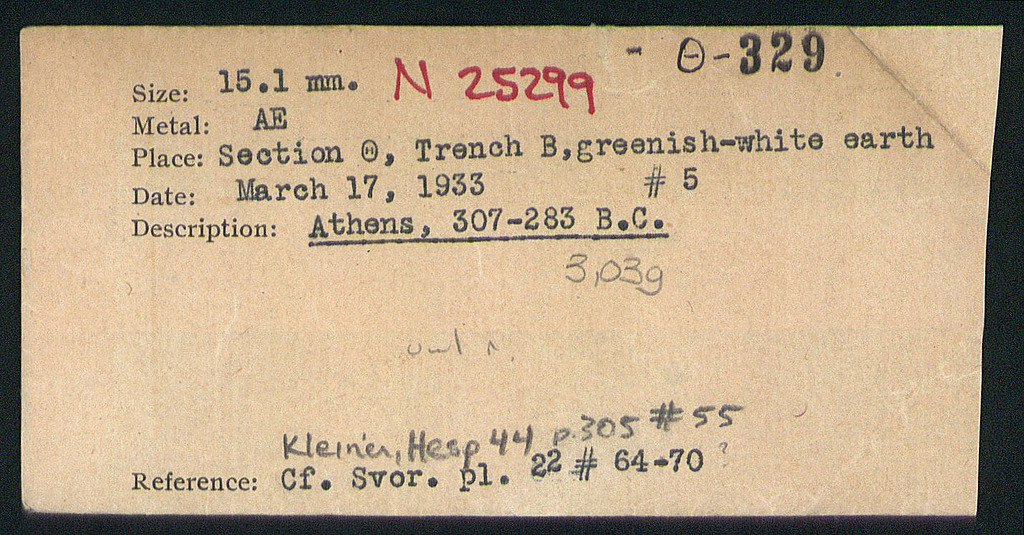 - Θ-329
Size: 15.1 mm. N 25299
Metal: AE
Place: Section Θ, Trench B,greenish-white earth
Date: March 17, 1933 # 5
Description: Athens, 307-283 B.C.
3,03g
owl r.
Kleiner, Hesp 44 p.305 #55
Reference: Cf. Svor. pl. 22 # 64-70 ?